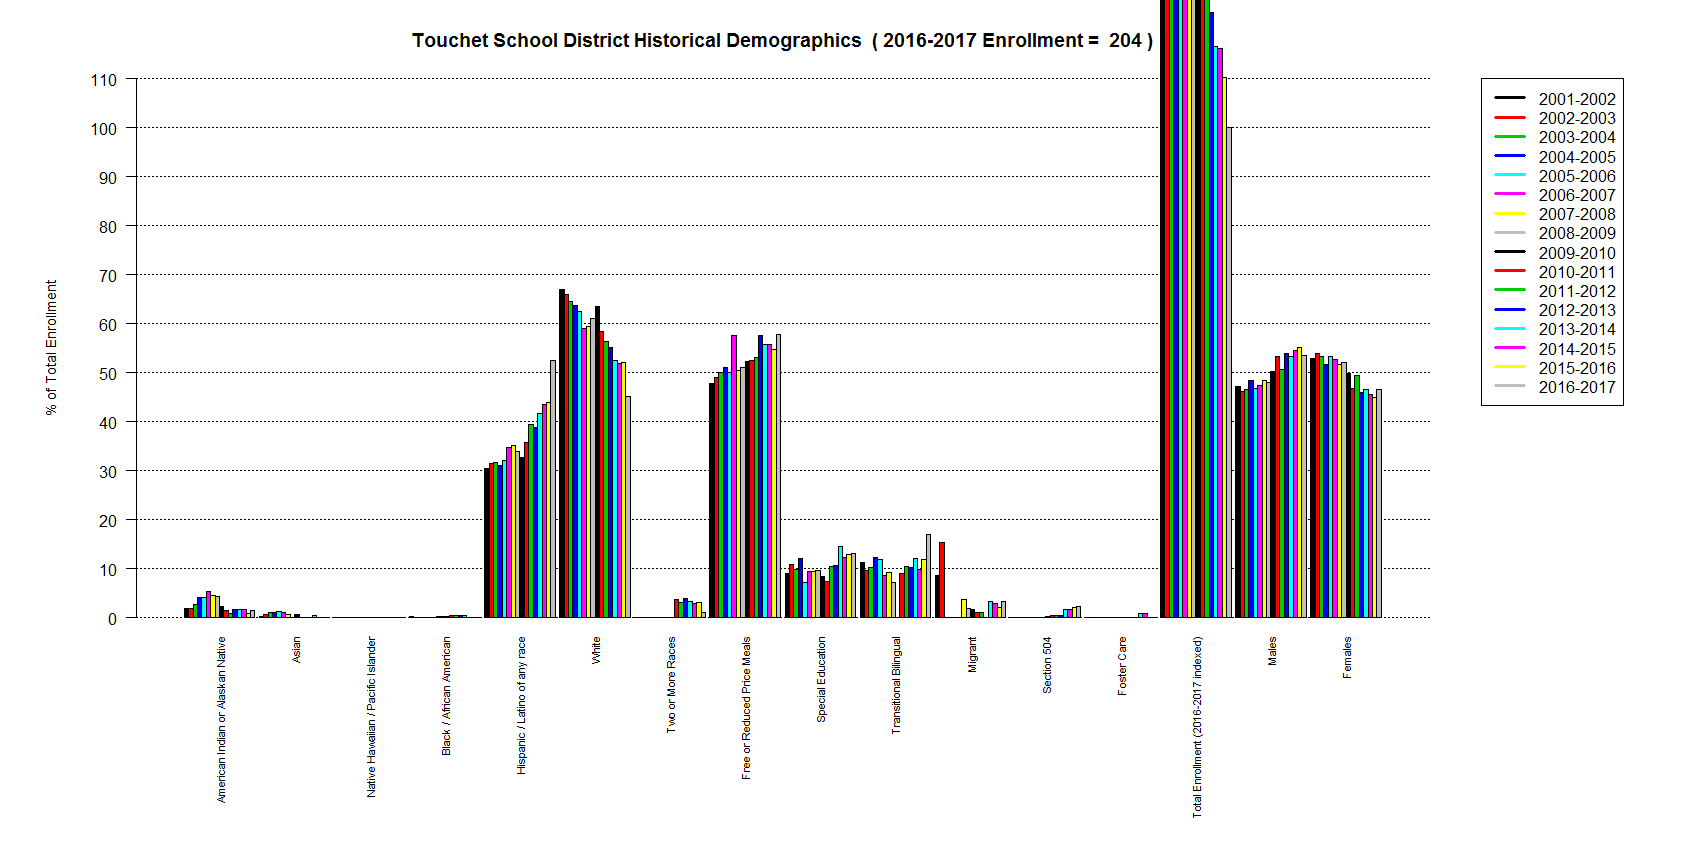 Touchet School District Historical Demographics ( 2016-2017 Enrollment = 204 )
% of Total Enrollment
110
100
90
80
70
60
50
40
30
20
10
0
American Indian or Alaskan Native
Asian
Native Hawaiian / Pacific Islander
Black / African American
Hispanic / Latino of any race
White
Two or More Races
Free or Reduced Price Meals
Special Education
Transitional Bilingual
Migrant
Section 504
Foster Care
Total Enrollment (2016-2017 indexed)
Males
Females
2001-2002
2002-2003
2003-2004
2004-2005
2005-2006
2006-2007
2007-2008
2008-2009
2009-2010
2010-2011
2011-2012
2012-2013
2013-2014
2014-2015
2015-2016
2016-2017